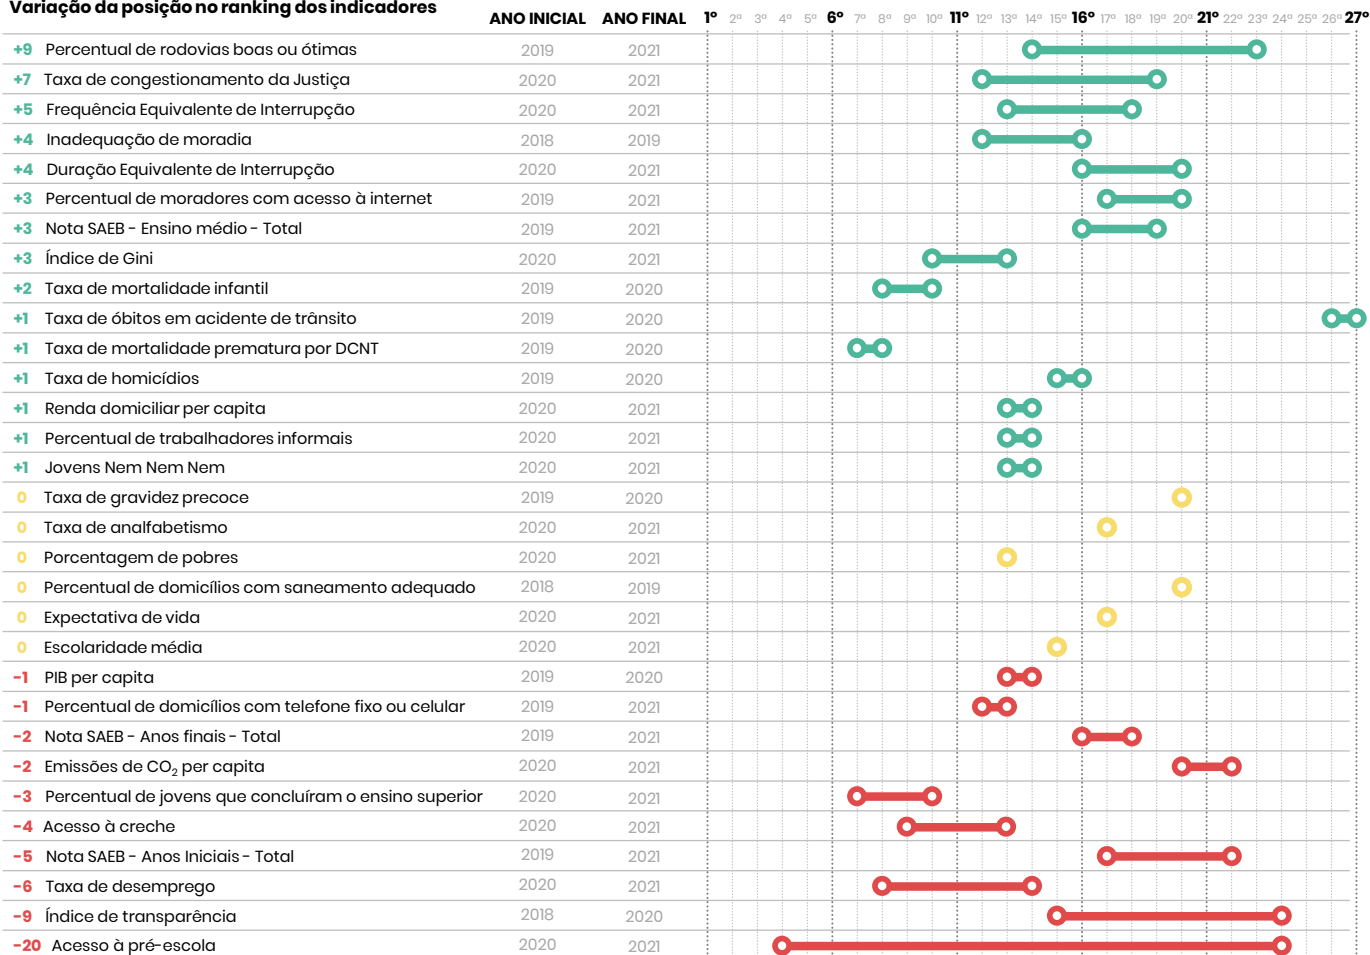 Variação da posição no ranking dos indicadores
ANO INICIAL ANO FINAL 1º 2º 3º 4º 5º 6º 7º 8º 9º 10º 11º 12º 13º 14º 15º 16º 17º 18º 19º 20º 21º 22º 23º 24º 25º 26º 27º
+9 Percentual de rodovias boas ou ótimas 2019 2021
+7 Taxa de congestionamento da Justiça 2020 2021
+5 Frequência Equivalente de Interrupção 2020 2021
+4 Inadequação de moradia 2018 2019
+4 Duração Equivalente de Interrupção 2020 2021
+3 Percentual de moradores com acesso à internet 2019 2021
+3 Nota SAEB - Ensino médio - Total 2019 2021
+3 Índice de Gini 2020 2021
+2 Taxa de mortalidade infantil 2019 2020
+1 Taxa de óbitos em acidente de trânsito 2019 2020
+1 Taxa de mortalidade prematura por DCNT 2019 2020
+1 Taxa de homicídios 2019 2020
+1 Renda domiciliar per capita 2020 2021
+1 Percentual de trabalhadores informais 2020 2021
+1 Jovens Nem Nem Nem 2020 2021
0 Taxa de gravidez precoce 2019 2020
0 Taxa de analfabetismo 2020 2021
0 Porcentagem de pobres 2020 2021
0 Percentual de domicílios com saneamento adequado 2018 2019
0 Expectativa de vida 2020 2021
0 Escolaridade média 2020 2021
-1 PIB per capita 2019 2020
-1 Percentual de domicílios com telefone fixo ou celular 2019 2021
-2 Nota SAEB - Anos finais - Total 2019 2021
-2 Emissões de CO₂ per capita 2020 2021
-3 Percentual de jovens que concluíram o ensino superior 2020 2021
-4 Acesso à creche 2020 2021
-5 Nota SAEB - Anos Iniciais - Total 2019 2021
-6 Taxa de desemprego 2020 2021
-9 Índice de transparência 2018 2020
-20 Acesso à pré-escola 2020 2021